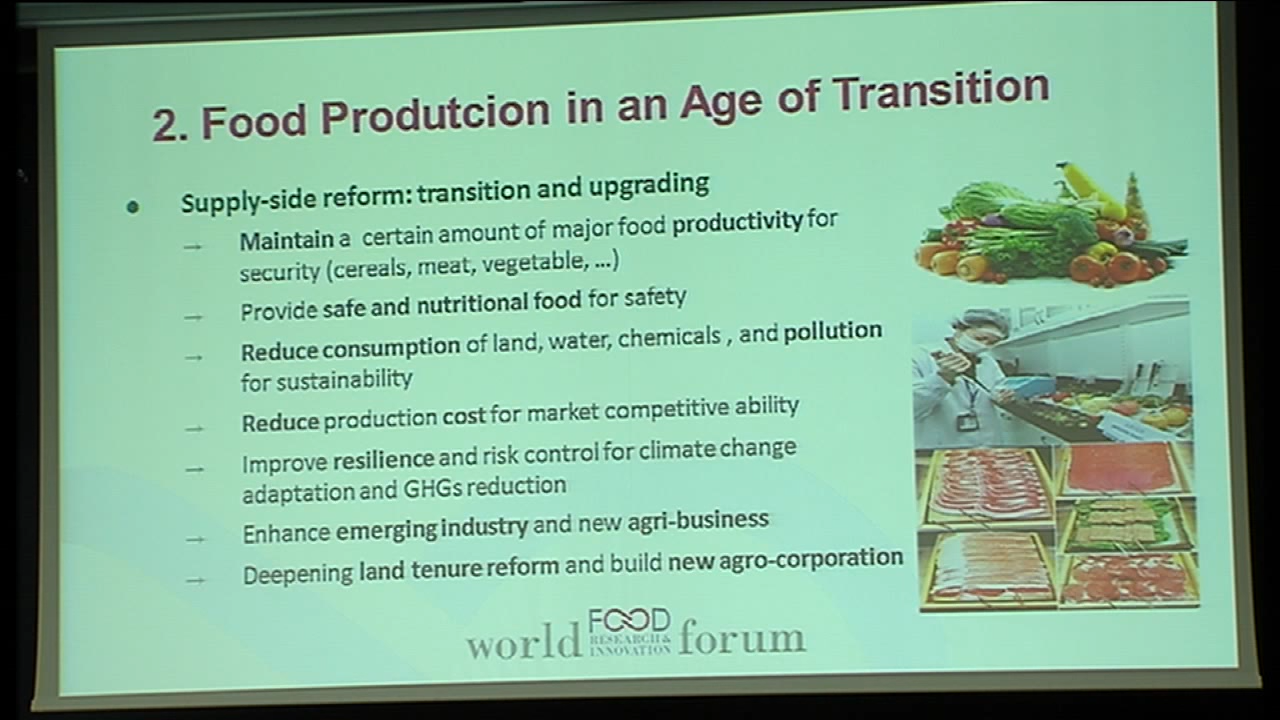 2. Food Produtcion in an Age of Transition
• Supply-side reform: transition and upgrading
→ Maintain a certain amount of major food productivity for
security (cereals, meat, vegetable, ...)
→ Provide safe and nutritional food for safety
→ Reduce consumption of land, water, chemicals , and pollution
for sustainability
→ Reduce production cost for market competitive ability
→ Improve resilience and risk control for climate change
adaptation and GHGs reduction
→ Enhance emerging industry and new agri-business
→ Deepening land tenure reform and build new agro-corporation
world FOOD RESEARCH & INNOVATION forum